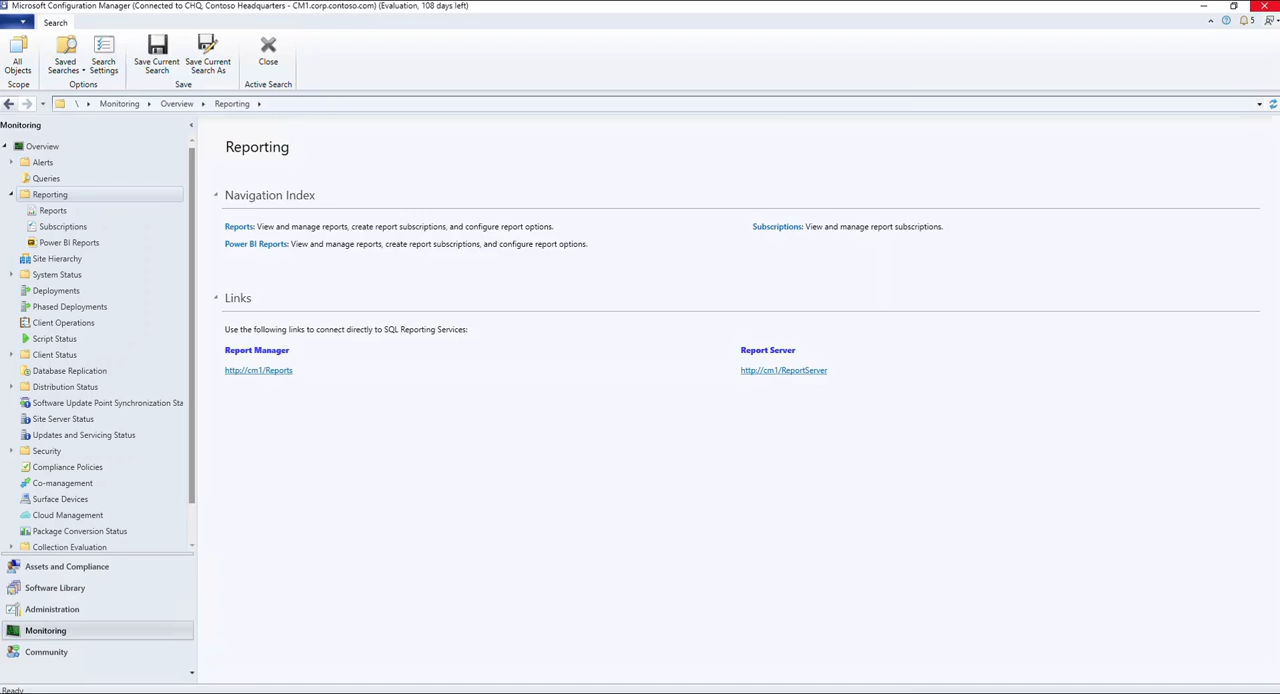 Microsoft Configuration Manager (Connected to CHQ, Contoso Headquarters - CM1.corp.contoso.com) (Evaluation, 108 days left)
Search
5
All Objects
Saved Searches
Search Settings
Save Current Search
Save Current Search As
Close
Scope
Options
Save
Active Search
\ Monitoring Overview Reporting
Monitoring
Overview
Alerts
Queries
Reporting
Reports
Subscriptions
Power BI Reports
Site Hierarchy
System Status
Deployments
Phased Deployments
Client Operations
Script Status
Client Status
Database Replication
Distribution Status
Software Update Point Synchronization Sta
Site Server Status
Updates and Servicing Status
Security
Compliance Policies
Co-management
Surface Devices
Cloud Management
Package Conversion Status
Collection Evaluation
Assets and Compliance
Software Library
Administration
Monitoring
Community
Reporting
Navigation Index
Reports: View and manage reports, create report subscriptions, and configure report options.
Subscriptions: View and manage report subscriptions.
Power BI Reports: View and manage reports, create report subscriptions, and configure report options.
Links
Use the following links to connect directly to SQL Reporting Services:
Report Manager
Report Server
http://cm1/Reports
http://cm1/ReportServer
Ready